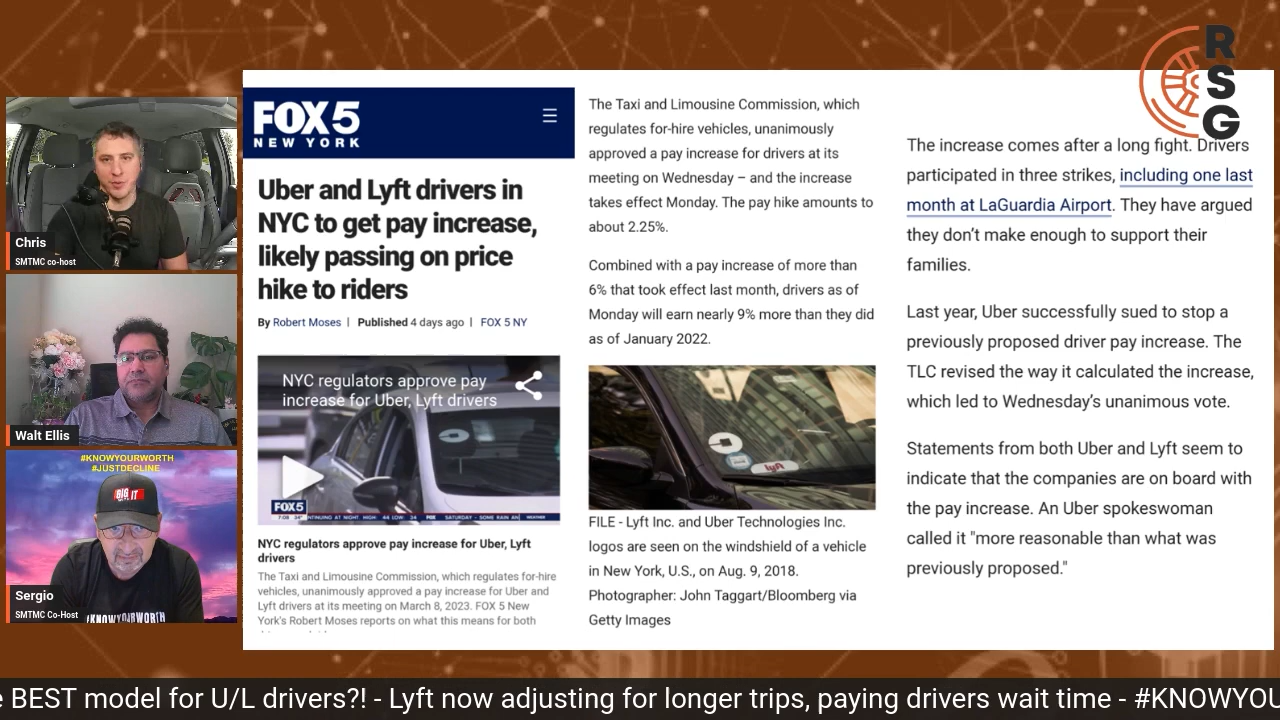 Chris
SMTMC co-host
Walt Ellis
#KNOWYOURWORTH
#JUSTDECLINE
BIG IT
Sergio
SMTMC Co-Host
#KNOWYOURWORTH
FOX 5
NEW YORK
Uber and Lyft drivers in
NYC to get pay increase,
likely passing on price
hike to riders
By Robert Moses | Published 4 days ago | FOX 5 NY
NYC regulators approve pay
increase for Uber, Lyft drivers
FOX 5
NYC regulators approve pay increase for Uber, Lyft
drivers
The Taxi and Limousine Commission, which regulates for-hire
vehicles, unanimously approved a pay increase for Uber and
Lyft drivers at its meeting on March 8, 2023. FOX 5 New
York's Robert Moses reports on what this means for both
The Taxi and Limousine Commission, which
regulates for-hire vehicles, unanimously
approved a pay increase for drivers at its
meeting on Wednesday – and the increase
takes effect Monday. The pay hike amounts to
about 2.25%.
Combined with a pay increase of more than
6% that took effect last month, drivers as of
Monday will earn nearly 9% more than they did
as of January 2022.
lyft
FILE - Lyft Inc. and Uber Technologies Inc.
logos are seen on the windshield of a vehicle
in New York, U.S., on Aug. 9, 2018.
Photographer: John Taggart/Bloomberg via
Getty Images
RSG
The increase comes after a long fight. Drivers
participated in three strikes, including one last
month at LaGuardia Airport. They have argued
they don't make enough to support their
families.
Last year, Uber successfully sued to stop a
previously proposed driver pay increase. The
TLC revised the way it calculated the increase,
which led to Wednesday's unanimous vote.
Statements from both Uber and Lyft seem to
indicate that the companies are on board with
the pay increase. An Uber spokeswoman
called it "more reasonable than what was
previously proposed."
e BEST model for U/L drivers?! - Lyft now adjusting for longer trips, paying drivers wait time - #KNOWYOU